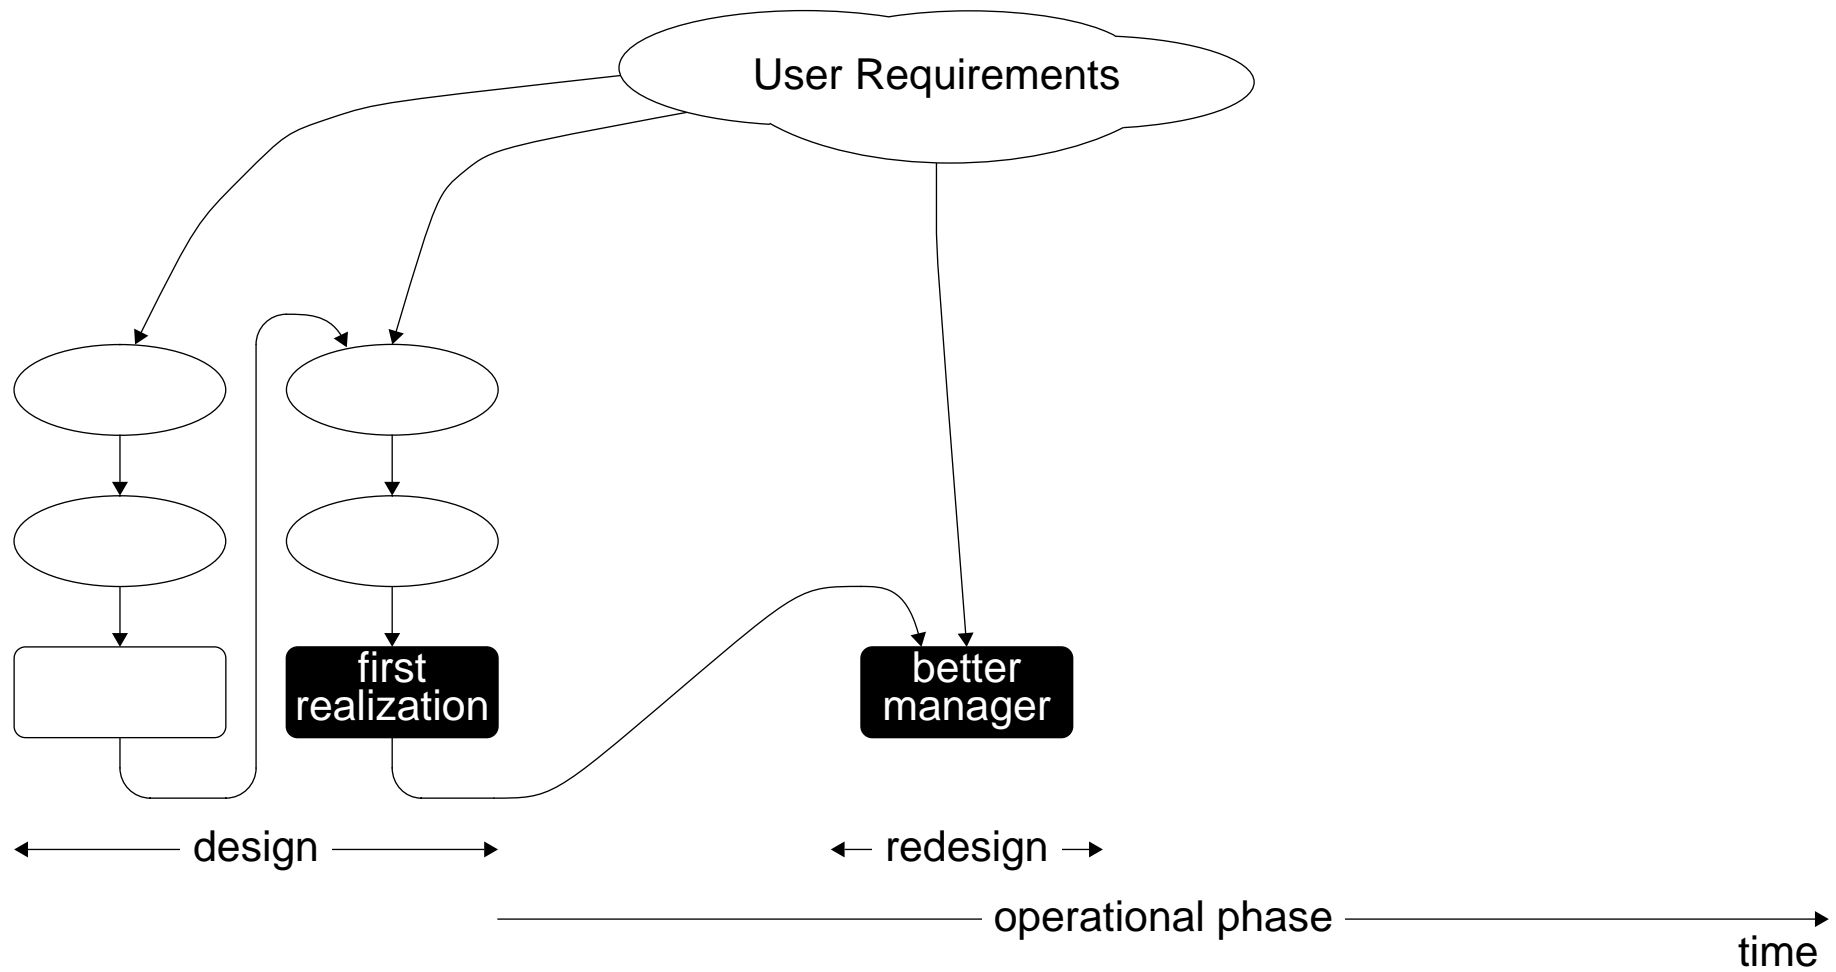 User Requirements
first
realization
better
manager
design
redesign
operational phase
time